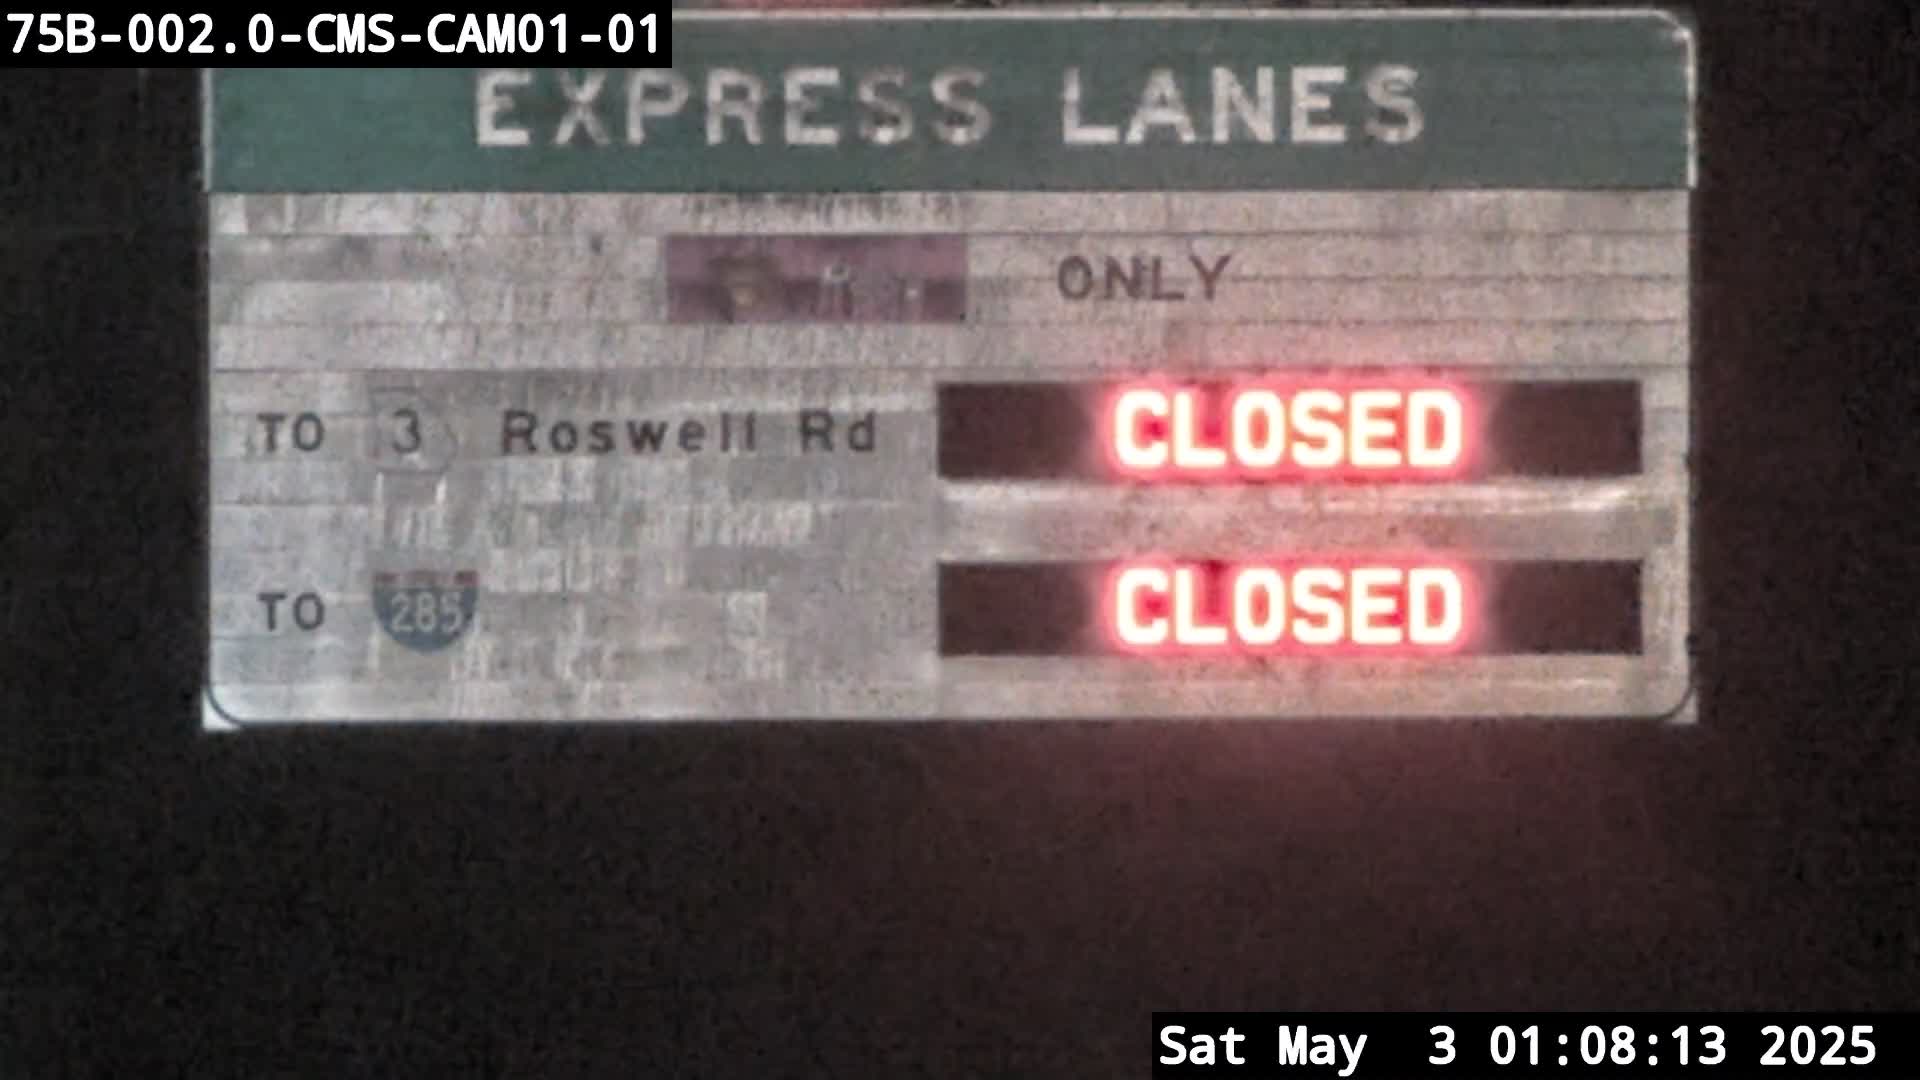 75B-002.0-CMS-CAM01-01
EXPRESS LANES
ONLY
TO 3 Roswell Rd CLOSED
TO 285 CLOSED
Sat May 3 01:08:13 2025